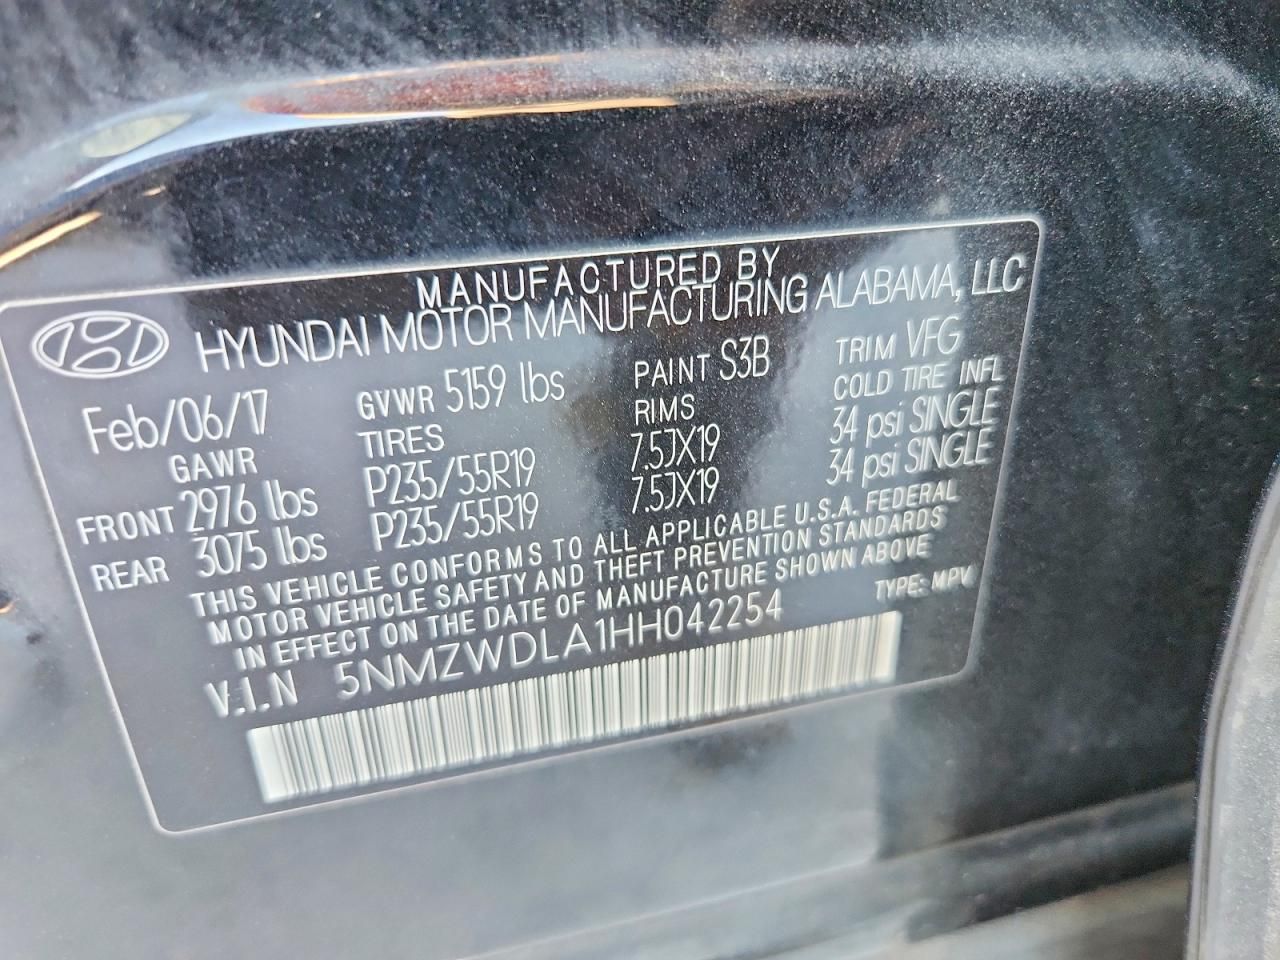 MANUFACTURED BY
HYUNDAI MOTOR MANUFACTURING ALABAMA, LLC
Feb/06/17 GVWR 5159 lbs PAINT S3B TRIM VFG
GAWR TIRES RIMS COLD TIRE INFL
FRONT 2976 lbs P235/55R19 7.5JX19 34 psi SINGLE
REAR 3075 lbs P235/55R19 7.5JX19 34 psi SINGLE
THIS VEHICLE CONFORMS TO ALL APPLICABLE U.S.A. FEDERAL
MOTOR VEHICLE SAFETY AND THEFT PREVENTION STANDARDS
IN EFFECT ON THE DATE OF MANUFACTURE SHOWN ABOVE
V.I.N 5NMZWDLA1HH042254 TYPE: MPV